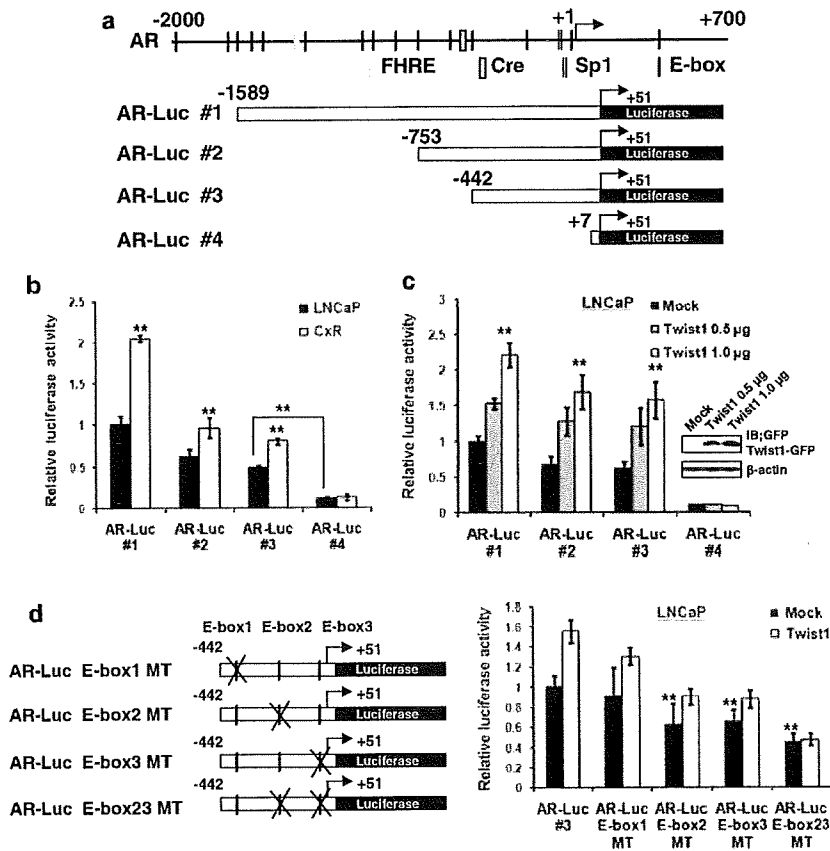 a
-2000 +1 +700
AR
FHRE Cre Sp1 E-box
-1589 +51
AR-Luc #1 Luciferase
-753 +51
AR-Luc #2 Luciferase
-442 +51
AR-Luc #3 Luciferase
+7 +51
AR-Luc #4 Luciferase
b
Relative luciferase activity
2.5
2
1.5
1
0.5
0
LNCaP
CxR
**
**
**
**
AR-Luc #1
AR-Luc #2
AR-Luc #3
AR-Luc #4
c
LNCaP
Relative luciferase activity
3
2.5
2
1.5
1
0.5
0
Mock
Twist1 0.5 µg
Twist1 1.0 µg
**
**
**
Mock
Twist1 0.5 µg
Twist1 1.0 µg
IB;GFP
Twist1-GFP
β-actin
AR-Luc #1
AR-Luc #2
AR-Luc #3
AR-Luc #4
d
E-box1 E-box2 E-box3
-442 +51
AR-Luc E-box1 MT Luciferase
-442 +51
AR-Luc E-box2 MT Luciferase
-442 +51
AR-Luc E-box3 MT Luciferase
-442 +51
AR-Luc E-box23 MT Luciferase
LNCaP
Relative luciferase activity
1.8
1.6
1.4
1.2
1
0.8
0.6
0.4
0.2
0
Mock
Twist1
**
**
**
AR-Luc #3
AR-Luc E-box1 MT
AR-Luc E-box2 MT
AR-Luc E-box3 MT
AR-Luc E-box23 MT